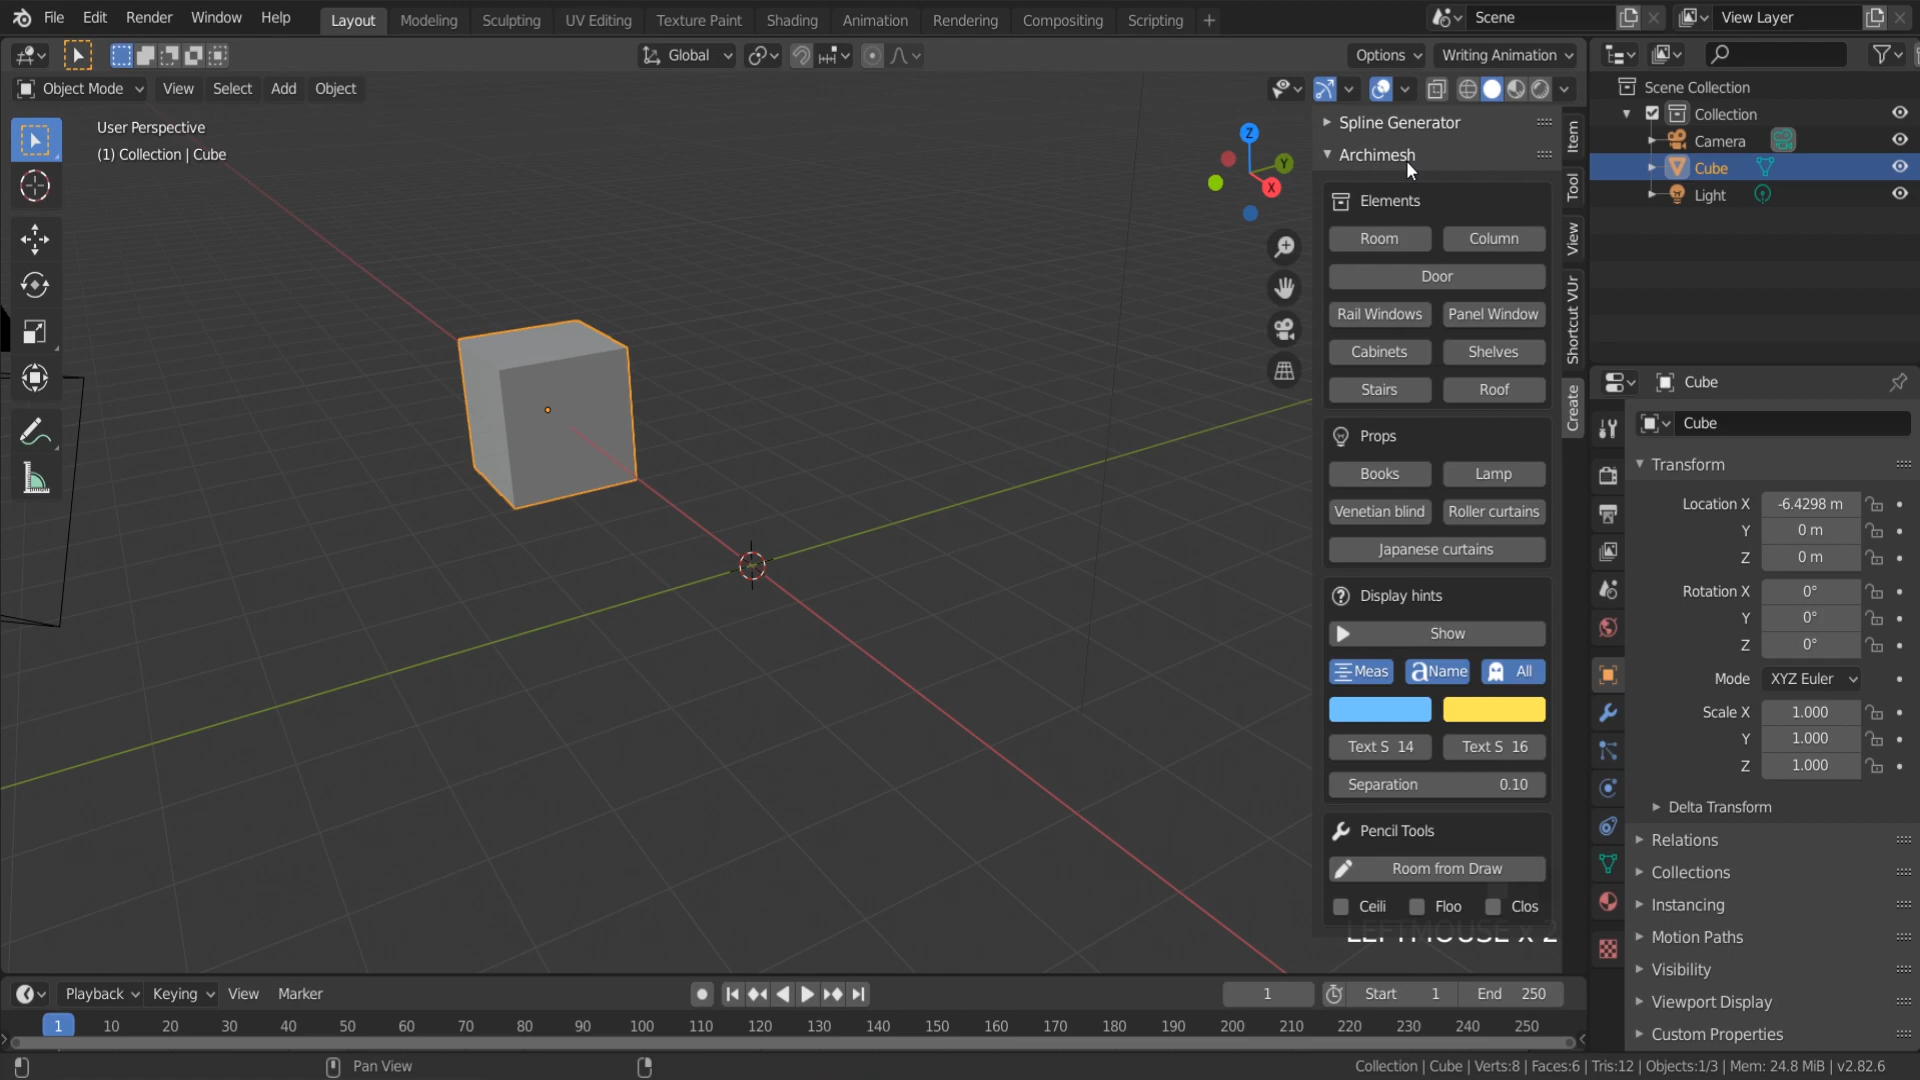 File Edit Render Window Help Layout Modeling Sculpting UV Editing Texture Paint Shading Animation Rendering Compositing Scripting + Scene View Layer
Global Options Writing Animation
Object Mode View Select Add Object
User Perspective
(1) Collection | Cube
Z
Y
X
Spline Generator
Archimesh
Elements
Room Column
Door
Rail Windows Panel Window
Cabinets Shelves
Stairs Roof
Props
Books Lamp
Venetian blind Roller curtains
Japanese curtains
Display hints
Show
Meas aName All
Text S 14 Text S 16
Separation 0.10
Pencil Tools
Room from Draw
Ceili Floo Clos
LEFTMOUSE x 2
Item
Tool
View
Shortcut VUr
Create
Scene Collection
Collection
Camera
Cube
Light
Cube
Cube
Transform
Location X -6.4298 m
Y 0 m
Z 0 m
Rotation X 0°
Y 0°
Z 0°
Mode XYZ Euler
Scale X 1.000
Y 1.000
Z 1.000
Delta Transform
Relations
Collections
Instancing
Motion Paths
Visibility
Viewport Display
Custom Properties
Playback Keying View Marker 1 Start 1 End 250
1 10 20 30 40 50 60 70 80 90 100 110 120 130 140 150 160 170 180 190 200 210 220 230 240 250
Pan View
Collection | Cube | Verts:8 | Faces:6 | Tris:12 | Objects:1/3 | Mem: 24.8 MiB | v2.82.6